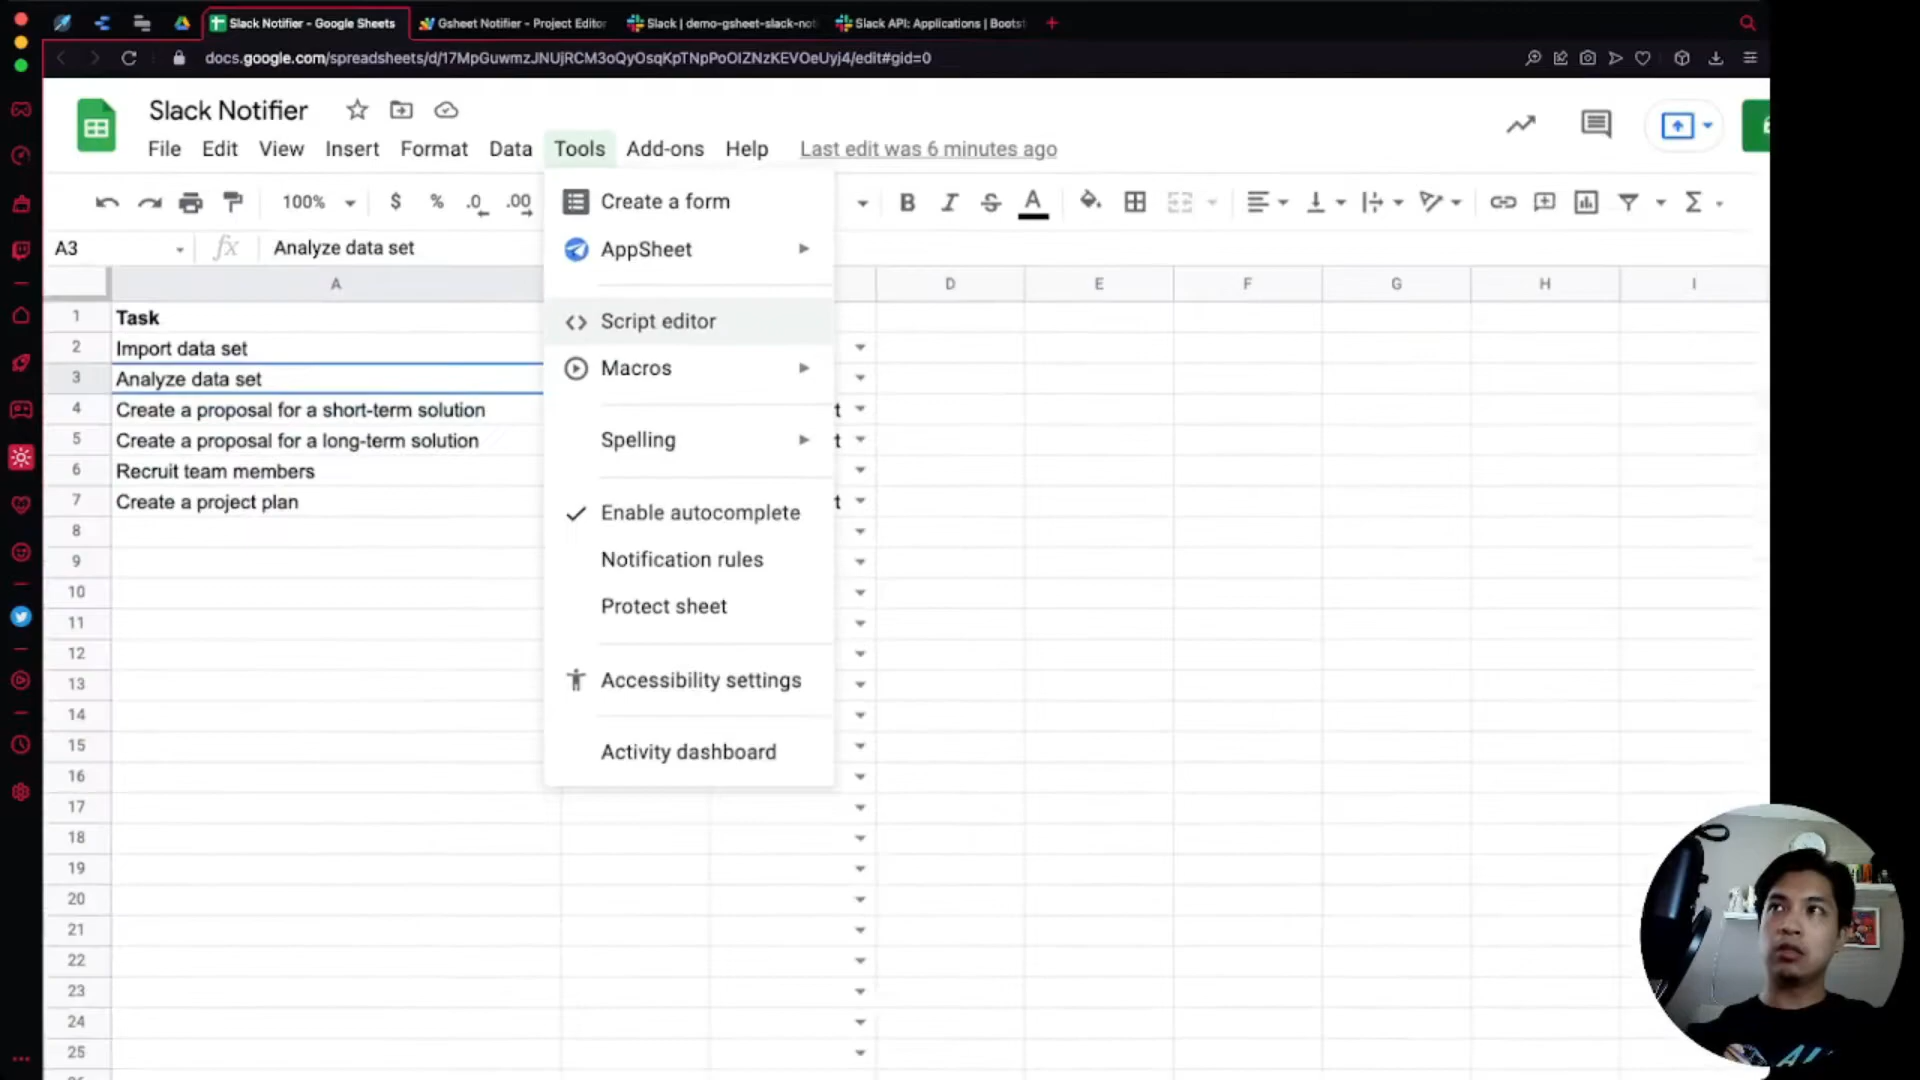 Slack Notifier - Google Sheets
Gsheet Notifier - Project Editor
Slack | demo-gsheet-slack-not
Slack API: Applications | Bootst
docs.google.com/spreadsheets/d/17MpGuwmzJNUjRCM3oQyOsqKpTNpPoOIZNzKEVOeUyj4/edit#gid=0
Slack Notifier
File Edit View Insert Format Data Tools Add-ons Help Last edit was 6 minutes ago
100% $ % .0 .00 B I S A Σ
A3 fx Analyze data set
A D E F G H I
1 Task
2 Import data set
3 Analyze data set
4 Create a proposal for a short-term solution t
5 Create a proposal for a long-term solution t
6 Recruit team members
7 Create a project plan t
8
9
10
11
12
13
14
15
16
17
18
19
20
21
22
23
24
25
Create a form
AppSheet
Script editor
Macros
Spelling
Enable autocomplete
Notification rules
Protect sheet
Accessibility settings
Activity dashboard